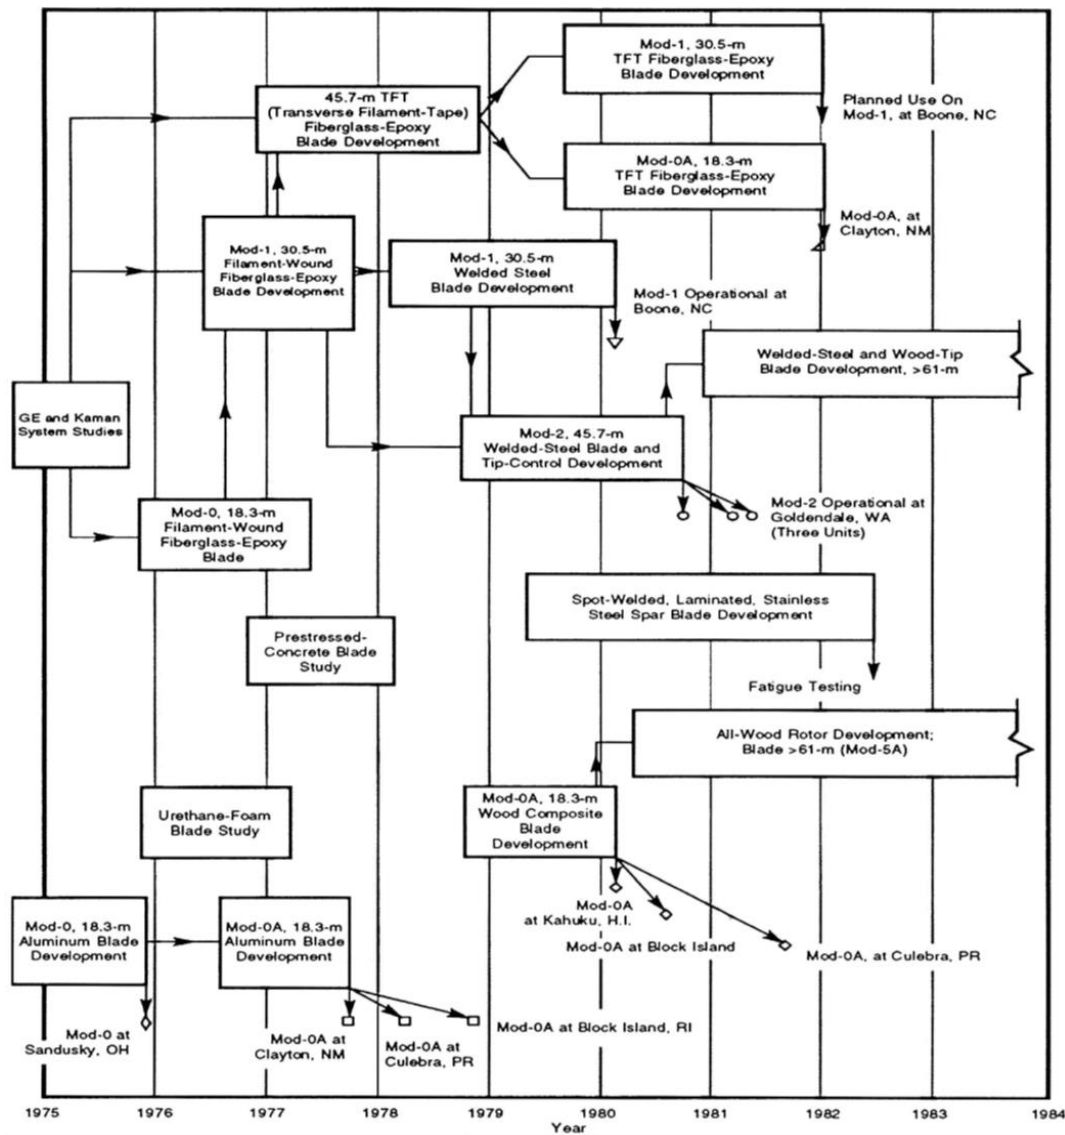 Mod-1, 30.5-m
TFT Fiberglass-Epoxy
Blade Development
45.7-m TFT
(Transverse Filament-Tape)
Fiberglass-Epoxy
Blade Development
Planned Use On
Mod-1, at Boone, NC
Mod-0A, 18.3-m
TFT Fiberglass-Epoxy
Blade Development
Mod-0A, at
Clayton, NM
Mod-1, 30.5-m
Filament-Wound
Fiberglass-Epoxy
Blade Development
Mod-1, 30.5-m
Welded Steel
Blade Development
Mod-1 Operational at
Boone, NC
Welded-Steel and Wood-Tip
Blade Development, >61-m
GE and Kaman
System Studies
Mod-2, 45.7-m
Welded-Steel Blade and
Tip-Control Development
Mod-0, 18.3-m
Filament-Wound
Fiberglass-Epoxy
Blade
Mod-2 Operational at
Goldendale, WA
(Three Units)
Spot-Welded, Laminated, Stainless
Steel Spar Blade Development
Prestressed-
Concrete Blade
Study
Fatigue Testing
All-Wood Rotor Development;
Blade >61-m (Mod-5A)
Urethane-Foam
Blade Study
Mod-0A, 18.3-m
Wood Composite
Blade
Development
Mod-0A
at Kahuku, H.I.
Mod-0A at Block Island
Mod-0A, at Culebra, PR
Mod-0, 18.3-m
Aluminum Blade
Development
Mod-0A, 18.3-m
Aluminum Blade
Development
Mod-0 at
Sandusky, OH
Mod-0A at
Clayton, NM
Mod-0A at
Culebra, PR
Mod-0A at Block Island, RI
1975 1976 1977 1978 1979 1980 1981 1982 1983 1984
Year